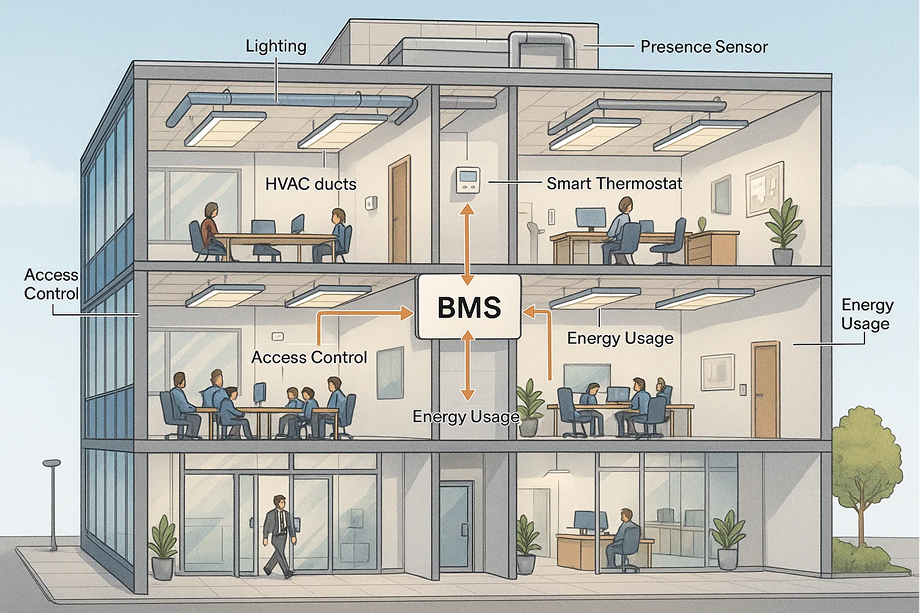 Lighting
Presence Sensor
HVAC ducts
Smart Thermostat
Access
Control
BMS
Energy
Usage
Energy Usage
Access Control
Energy Usage